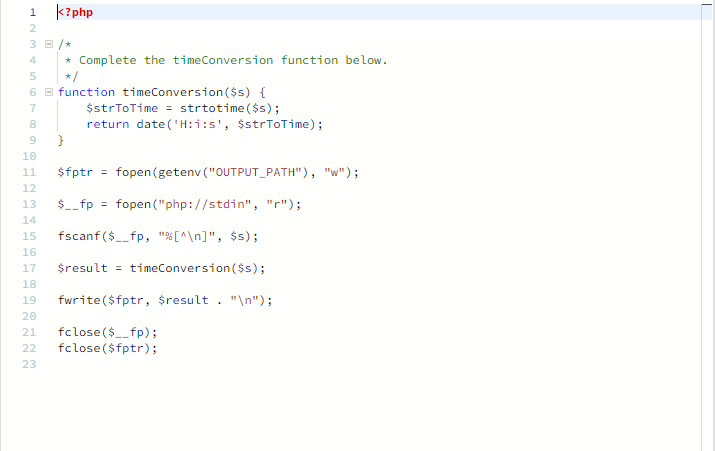 1 <?php
2
3 /*
4 * Complete the timeConversion function below.
5 */
6 function timeConversion($s) {
7 $strToTime = strtotime($s);
8 return date('H:i:s', $strToTime);
9 }
10
11 $fptr = fopen(getenv("OUTPUT_PATH"), "w");
12
13 $__fp = fopen("php://stdin", "r");
14
15 fscanf($__fp, "%[^\n]", $s);
16
17 $result = timeConversion($s);
18
19 fwrite($fptr, $result . "\n");
20
21 fclose($__fp);
22 fclose($fptr);
23